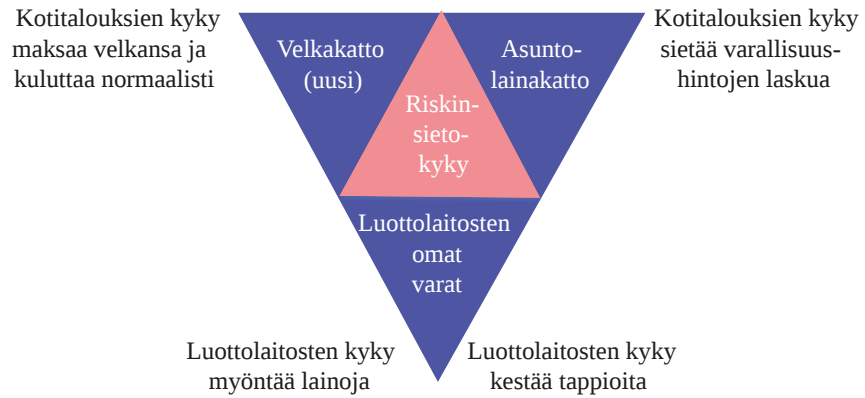 Kotitalouksien kyky
maksaa velkansa ja
kuluttaa normaalisti
Velkakatto
(uusi)
Asunto-
lainakatto
Kotitalouksien kyky
sietää varallisuus-
hintojen laskua
Riskin-
sieto-
kyky
Luottolaitosten
omat
varat
Luottolaitosten kyky
myöntää lainoja
Luottolaitosten kyky
kestää tappioita